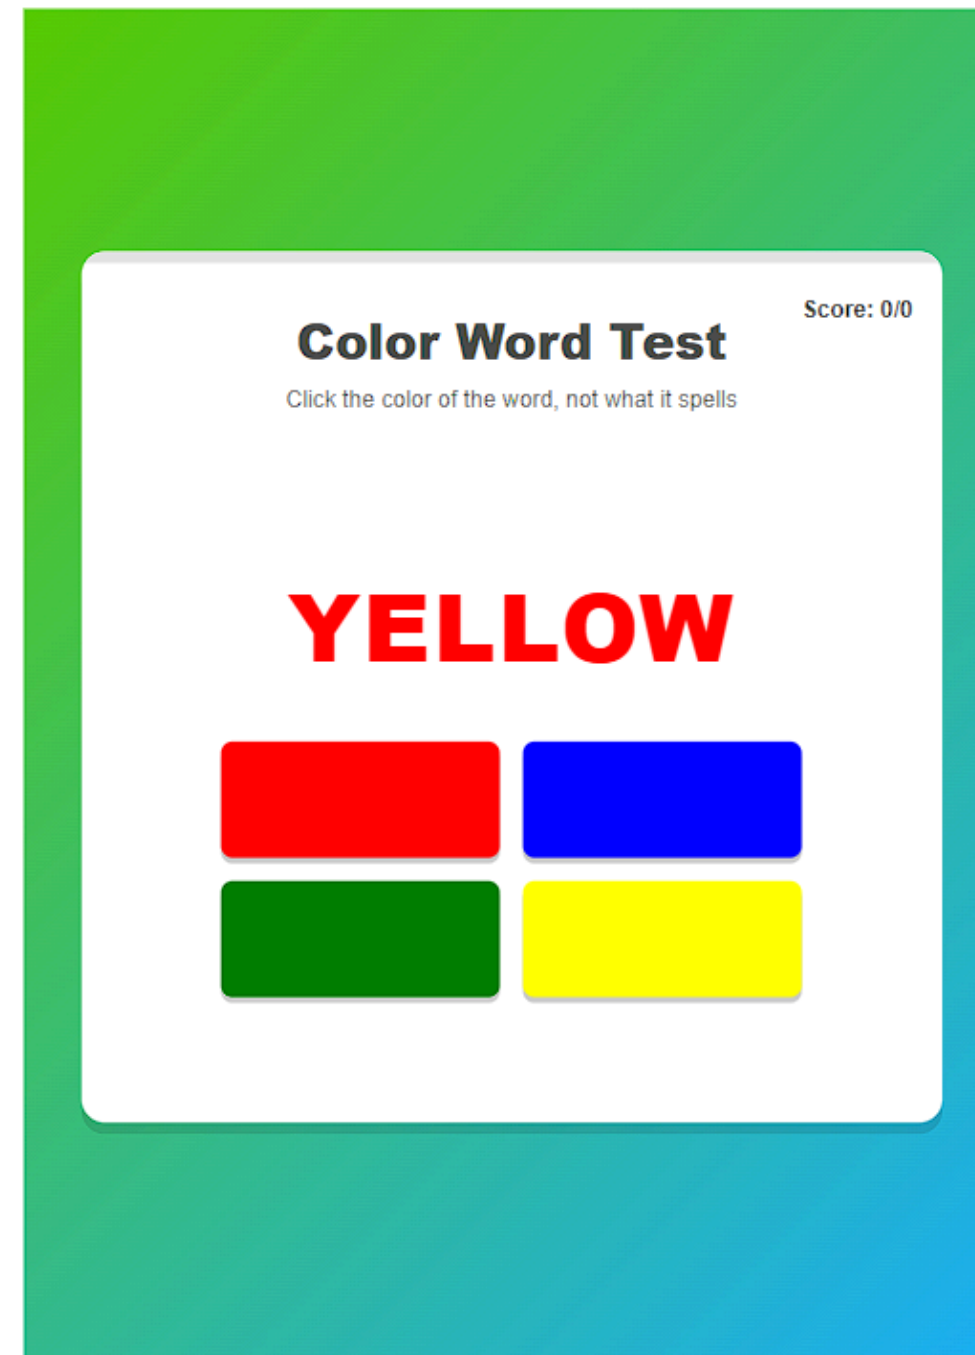 Score: 0/0
Color Word Test
Click the color of the word, not what it spells
YELLOW